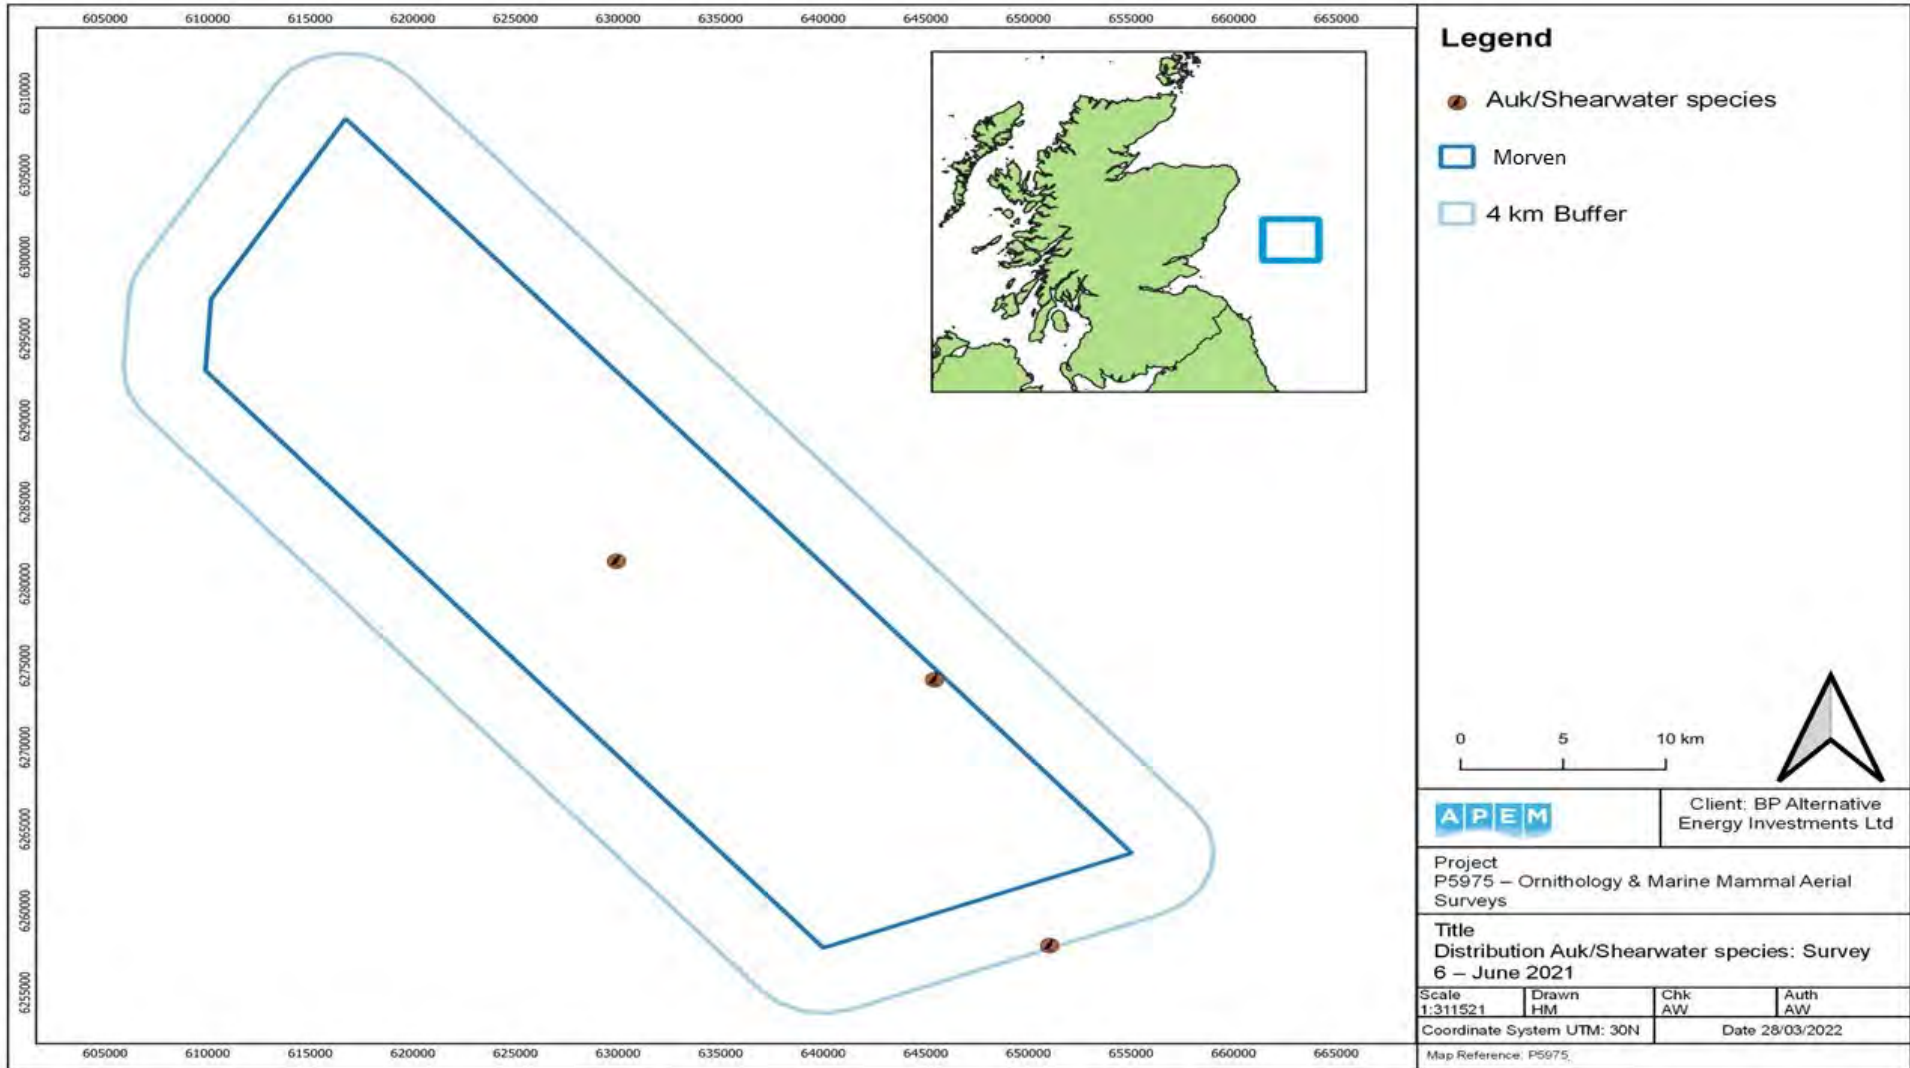 605000 610000 615000 620000 625000 630000 635000 640000 645000 650000 655000 660000 665000
6310000
6305000
6300000
6295000
6290000
6285000
6280000
6275000
6270000
6265000
6260000
6255000
605000 610000 615000 620000 625000 630000 635000 640000 645000 650000 655000 660000 665000
Legend
Auk/Shearwater species
Morven
4 km Buffer
0 5 10 km
APEM
Client: BP Alternative
Energy Investments Ltd
Project
P5975 – Ornithology & Marine Mammal Aerial
Surveys
Title
Distribution Auk/Shearwater species: Survey
6 – June 2021
Scale Drawn Chk Auth
1:311521 HM AW AW
Coordinate System UTM: 30N Date 28/03/2022
Map Reference: P5975